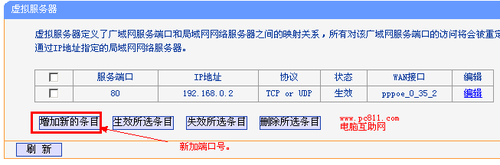 虚拟服务器
虚拟服务器定义了广域网服务端口和局域网网络服务器之间的映射关系，所有对该广域网服务端口的访问将会被重定
通过IP地址指定的局域网网络服务器。
服务端口 IP地址 协议 状态 WAN接口 编辑
80 192.168.0.2 TCP or UDP 生效 pppoe_0_35_2 编辑
增加新的条目 生效所选条目 失效所选条目 删除所选条目
www.pc811.com
电脑互助网
新加端口号。
刷 新